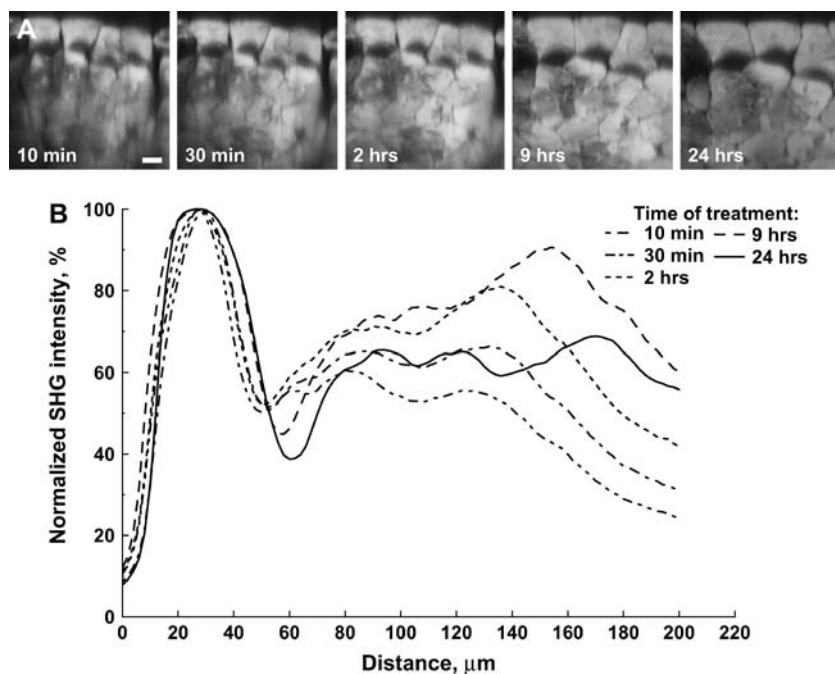 A
10 min
30 min
2 hrs
9 hrs
24 hrs
B
Normalized SHG intensity, %
100
80
60
40
20
0
Time of treatment:
10 min
9 hrs
30 min
24 hrs
2 hrs
0 20 40 60 80 100 120 140 160 180 200 220
Distance, μm